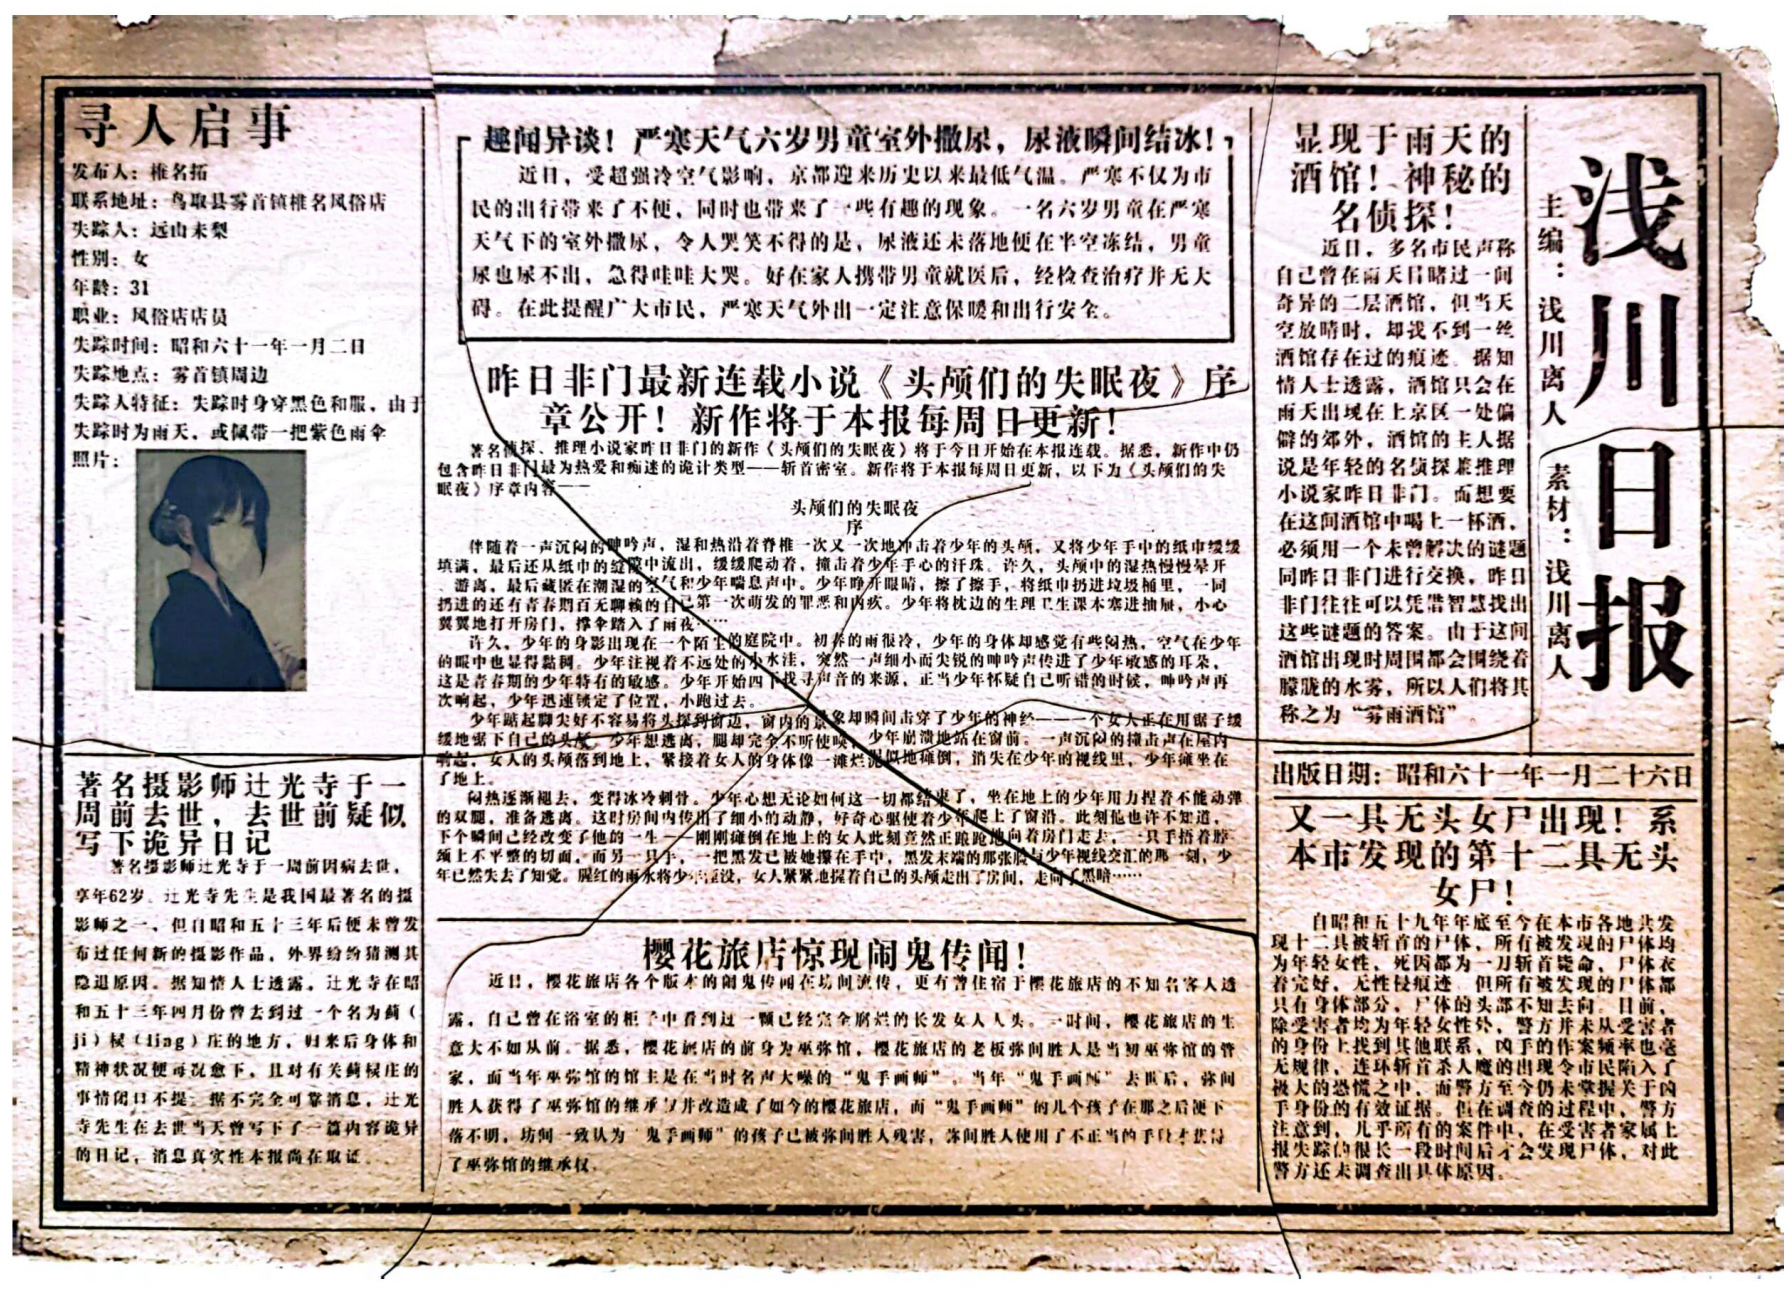 浅川日报
主编：浅川离人
素材：浅川离人
出版日期：昭和六十一年一月二十六日
寻人启事
发布人：椎名拓
联系地址：鸟取县雾首镇椎名风俗店
失踪人：远山未梨
性别：女
年龄：31
职业：风俗店店员
失踪时间：昭和六十一年一月二日
失踪地点：雾首镇周边
失踪人特征：失踪时身穿黑色和服，由于
失踪时为雨天，或佩带一把紫色雨伞
照片：
著名摄影师辻光寺于一
周前去世，去世前疑似
写下诡异日记
著名摄影师辻光寺于一周前因病去世，
享年62岁。辻光寺先生是我国最著名的摄
影师之一，但自昭和五十三年后便未曾发
布过任何新的摄影作品，外界纷纷猜测其
隐退原因。据知情人士透露，辻光寺在昭
和五十三年四月份曾去到过一个名为蓟（
ji）棂（ling）庄的地方，归来后身体和
精神状况便每况愈下，且对有关蓟棂庄的
事情闭口不提。据不完全可靠消息，辻光
寺先生在去世当天曾写下了一篇内容诡异
的日记，消息真实性本报尚在取证。
趣闻异谈！严寒天气六岁男童室外撒尿，尿液瞬间结冰！
近日，受超强冷空气影响，京都迎来历史以来最低气温。严寒不仅为市
民的出行带来了不便，同时也带来了一些有趣的现象。一名六岁男童在严寒
天气下的室外撒尿，令人哭笑不得的是，尿液还未落地便在半空冻结，男童
尿也尿不出，急得哇哇大哭。好在家人携带男童就医后，经检查治疗并无大
碍。在此提醒广大市民，严寒天气外出一定注意保暖和出行安全。
昨日非门最新连载小说《头颅们的失眠夜》序
章公开！新作将于本报每周日更新！
著名侦探、推理小说家昨日非门的新作《头颅们的失眠夜》将于今日开始在本报连载。据悉，新作中仍
包含昨日非门最为热爱和痴迷的诡计类型——斩首密室。新作将于本报每周日更新，以下为《头颅们的失
眠夜》序章内容——
头颅们的失眠夜
序
伴随着一声沉闷的呻吟声，湿和热沿着脊椎一次又一次地冲击着少年的头颅，又将少年手中的纸巾缓缓
填满，最后还从纸巾的缝隙中流出，缓缓爬动着，撞击着少年手心的汗珠。许久，头颅中的湿热慢慢晕开
、游离，最后藏匿在潮湿的空气和少年喘息声中。少年睁开眼睛，擦了擦手，将纸巾扔进垃圾桶里，一同
扔进的还有青春期百无聊赖的自己第一次萌发的罪恶和内疚。少年将枕边的生理卫生课本塞进抽屉，小心
翼翼地打开房门，撑伞踏入了雨夜……
许久，少年的身影出现在一个陌生的庭院中。初春的雨很冷，少年的身体却感觉有些闷热，空气在少年
的眼中也显得黏稠。少年注视着不远处的小水洼，突然一声细小而尖锐的呻吟声传进了少年敏感的耳朵，
这是青春期的少年特有的敏感。少年开始四下找寻声音的来源，正当少年怀疑自己听错的时候，呻吟声再
次响起，少年迅速锁定了位置，小跑过去。
少年踮起脚尖好不容易将头探到窗边，窗内的景象却瞬间击穿了少年的神经——一个女人正在用锯子缓
缓地锯下自己的头颅。少年想逃离，腿却完全不听使唤，少年崩溃地站在窗前。一声沉闷的撞击声在屋内
响起，女人的头颅落到地上，紧接着女人的身体像一滩烂泥似地瘫倒，消失在少年的视线里，少年瘫坐在
了地上。
闷热逐渐褪去，变得冰冷刺骨。少年心想无论如何这一切都结束了，坐在地上的少年用力捏着不能动弹
的双腿，准备逃离。这时房间内传出了细小的动静，好奇心驱使着少年爬上了窗沿。此刻他也许不知道，
下个瞬间已经改变了他的一生——刚刚瘫倒在地上的女人此刻竟然正踉跄地向着房门走去，一只手捂着脖
颈上不平整的切面，而另一只手，一把黑发已被她攥在手中，黑发末端的那张脸与少年视线交汇的那一刻，少
年已然失去了知觉。腥红的雨水将少年淹没，女人紧紧地握着自己的头颅走出了房间，走向了黑暗……
樱花旅店惊现闹鬼传闻！
近日，樱花旅店各个版本的闹鬼传闻在坊间流传，更有曾住宿于樱花旅店的不知名客人透
露，自己曾在浴室的柜子中看到过一颗已经完全腐烂的长发女人人头。一时间，樱花旅店的生
意大不如从前。据悉，樱花旅店的前身为巫弥馆，樱花旅店的老板弥间胜人是当初巫弥馆的管
家，而当年巫弥馆的馆主是在当时名声大噪的“鬼手画师”。当年“鬼手画师”去世后，弥间
胜人获得了巫弥馆的继承权并改造成了如今的樱花旅店，而“鬼手画师”的几个孩子在那之后便下
落不明，坊间一致认为“鬼手画师”的孩子已被弥间胜人残害，弥间胜人使用了不正当的手段才获得
了巫弥馆的继承权。
显现于雨天的
酒馆！神秘的
名侦探！
近日，多名市民声称
自己曾在雨天目睹过一间
奇异的二层酒馆，但当天
空放晴时，却找不到一丝
酒馆存在过的痕迹。据知
情人士透露，酒馆只会在
雨天出现在上京区一处偏
僻的郊外，酒馆的主人据
说是年轻的名侦探兼推理
小说家昨日非门。而想要
在这间酒馆中喝上一杯酒，
必须用一个未曾解决的谜题
同昨日非门进行交换，昨日
非门往往可以凭借智慧找出
这些谜题的答案。由于这间
酒馆出现时周围都会围绕着
朦胧的水雾，所以人们将其
称之为“雾雨酒馆”。
又一具无头女尸出现！系
本市发现的第十二具无头
女尸！
自昭和五十九年年底至今在本市各地共发
现十二具被斩首的尸体，所有被发现的尸体均
为年轻女性，死因都为一刀斩首毙命，尸体衣
着完好，无性侵痕迹，但所有被发现的尸体都
只有身体部分，尸体的头部不知去向。目前，
除受害者均为年轻女性外，警方并未从受害者
的身份上找到其他联系，凶手的作案频率也毫
无规律，连环斩首杀人魔的出现令市民陷入了
极大的恐慌之中，而警方至今仍未掌握关于凶
手身份的有效证据。但在调查的过程中，警方
注意到，几乎所有的案件中，在受害者家属上
报失踪的很长一段时间后才会发现尸体，对此
警方还未调查出具体原因。